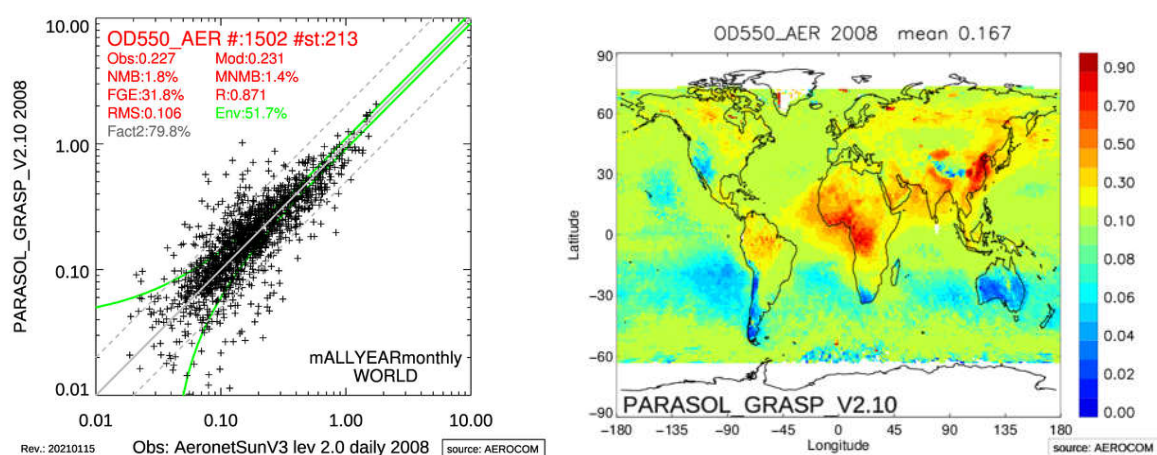 OD550_AER #:1502 #st:213
Obs:0.227 Mod:0.231
NMB:1.8% MNMB:1.4%
FGE:31.8% R:0.871
RMS:0.106 Env:51.7%
Fact2:79.8%
10.00
1.00
0.10
0.01
PARASOL_GRASP_V2.10 2008
mALLYEARmonthly
WORLD
0.01 0.10 1.00 10.00
Rev.: 20210115 Obs: AeronetSunV3 lev 2.0 daily 2008 source: AEROCOM
OD550_AER 2008 mean 0.167
90
60
30
0
-30
-60
-90
Latitude
PARASOL_GRASP_V2.10
-180 -135 -90 -45 0 45 90 135 180
Longitude
source: AEROCOM
0.90
0.70
0.50
0.30
0.20
0.10
0.08
0.06
0.04
0.02
0.00